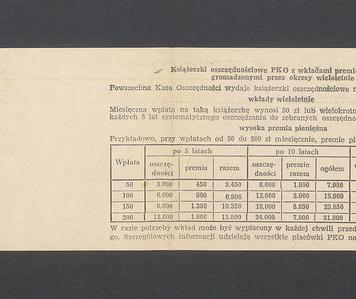 Książeczki oszczędnościowe PKO z wkładami premi
gromadzonymi przez okresy wieloletnie
Powszechna Kasa Oszczędności wydaje książeczki oszczędnościowe
wkłady wieloletnie
Miesięczna wpłata na taką książeczkę wynosi 50 zł lub wielokrotn
każdych 5 lat systematycznego oszczędzania do zebranych oszczędno
wysoka premia pieniężna
Przykładowo, przy wpłatach od 50 do 200 zł miesięcznie, premie
Wpłata po 5 latach po 10 latach
oszczę-dności premia razem oszczę-dności premie razem ogółem
50 3.000 450 3.450 6.000 1.950 7.950
100 6.000 900 6.900 12.000 3.900 15.900
150 9.000 1.350 10.350 18.000 5.850 23.850
200 12.000 1.800 13.800 24.000 7.800 31.800
W razie potrzeby wkład może być wypłacony w każdej chwili przed
go. Szczegółowych informacji udzielają wszystkie placówki PKO